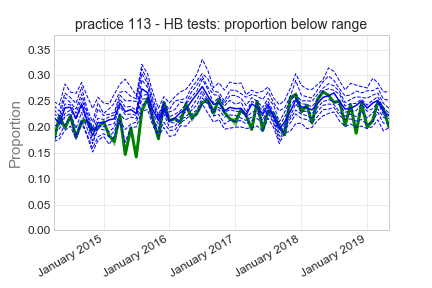 practice 113 - HB tests: proportion below range
Proportion
0.35
0.30
0.25
0.20
0.15
0.10
0.05
0.00
January 2015
January 2016
January 2017
January 2018
January 2019